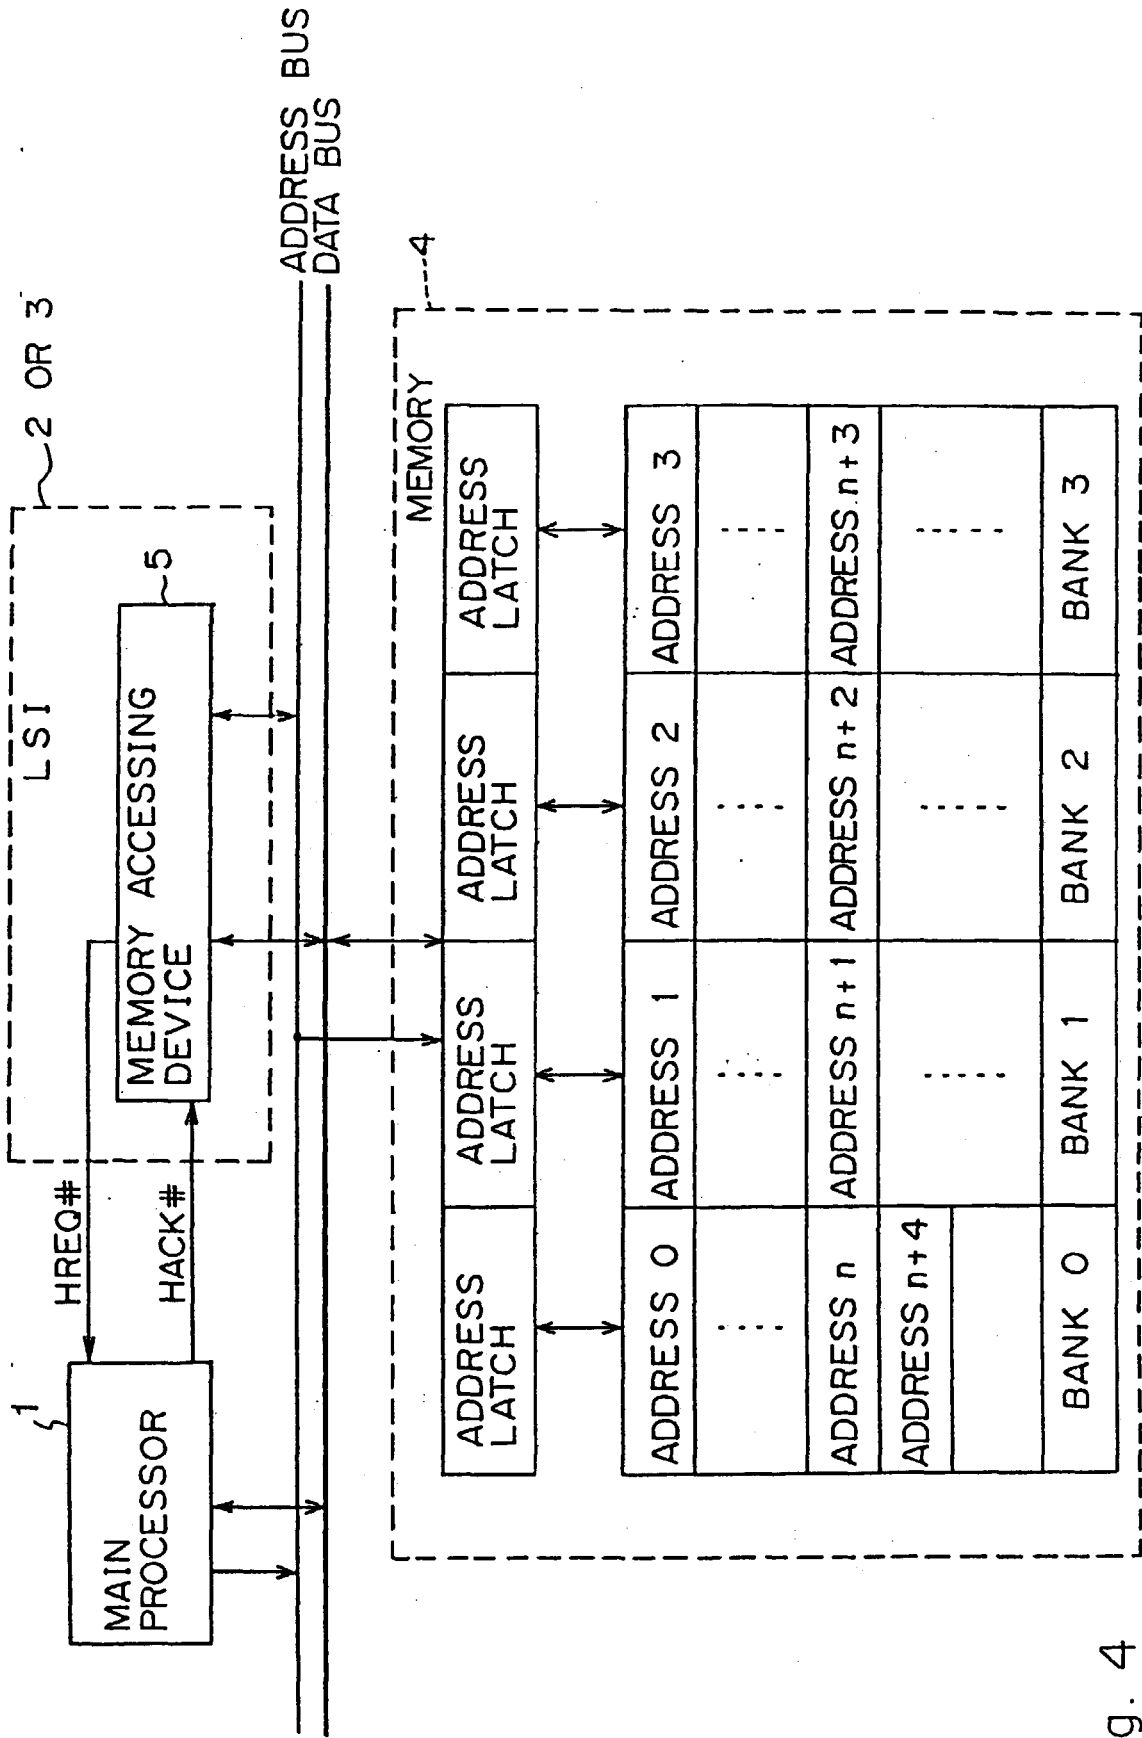 1
MAIN
PROCESSOR
HREQ#
HACK#
LSI
2 OR 3
5
MEMORY ACCESSING
DEVICE
ADDRESS BUS
DATA BUS
MEMORY
4
ADDRESS
LATCH
ADDRESS
LATCH
ADDRESS
LATCH
ADDRESS
LATCH
ADDRESS 0
ADDRESS 1
ADDRESS 2
ADDRESS 3
ADDRESS n
ADDRESS n+1
ADDRESS n+2
ADDRESS n+3
ADDRESS n+4
BANK 0
BANK 1
BANK 2
BANK 3
g. 4